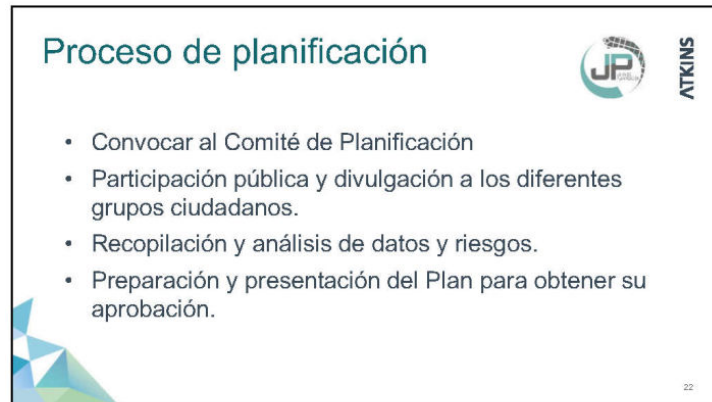 Proceso de planificación
JP
ATKINS
• Convocar al Comité de Planificación
• Participación pública y divulgación a los diferentes
grupos ciudadanos.
• Recopilación y análisis de datos y riesgos.
• Preparación y presentación del Plan para obtener su
aprobación.
22